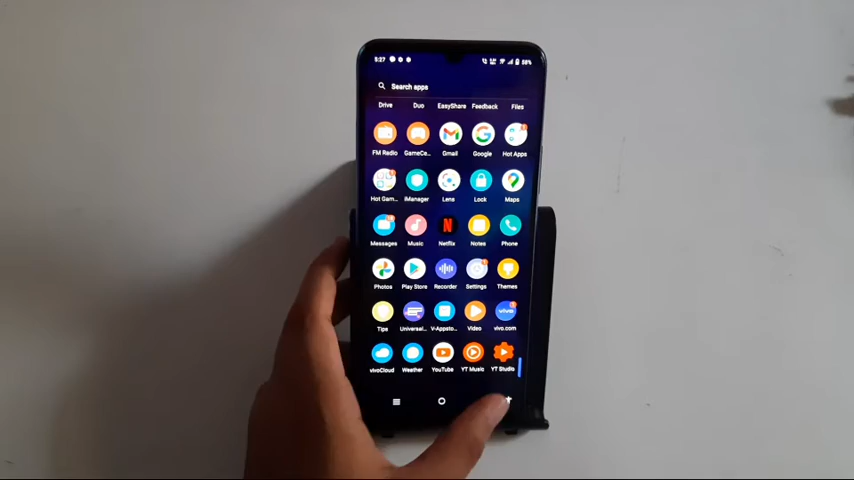 5:27 58%
Search apps
Drive Duo EasyShare Feedback Files
FM Radio GameCe... Gmail Google Hot Apps
Hot Gam... iManager Lens Lock Maps
Messages Music Netflix Notes Phone
Photos Play Store Recorder Settings Themes
Tips Universal... V-Appsto... Video vivo.com
vivoCloud Weather YouTube YT Music YT Studio